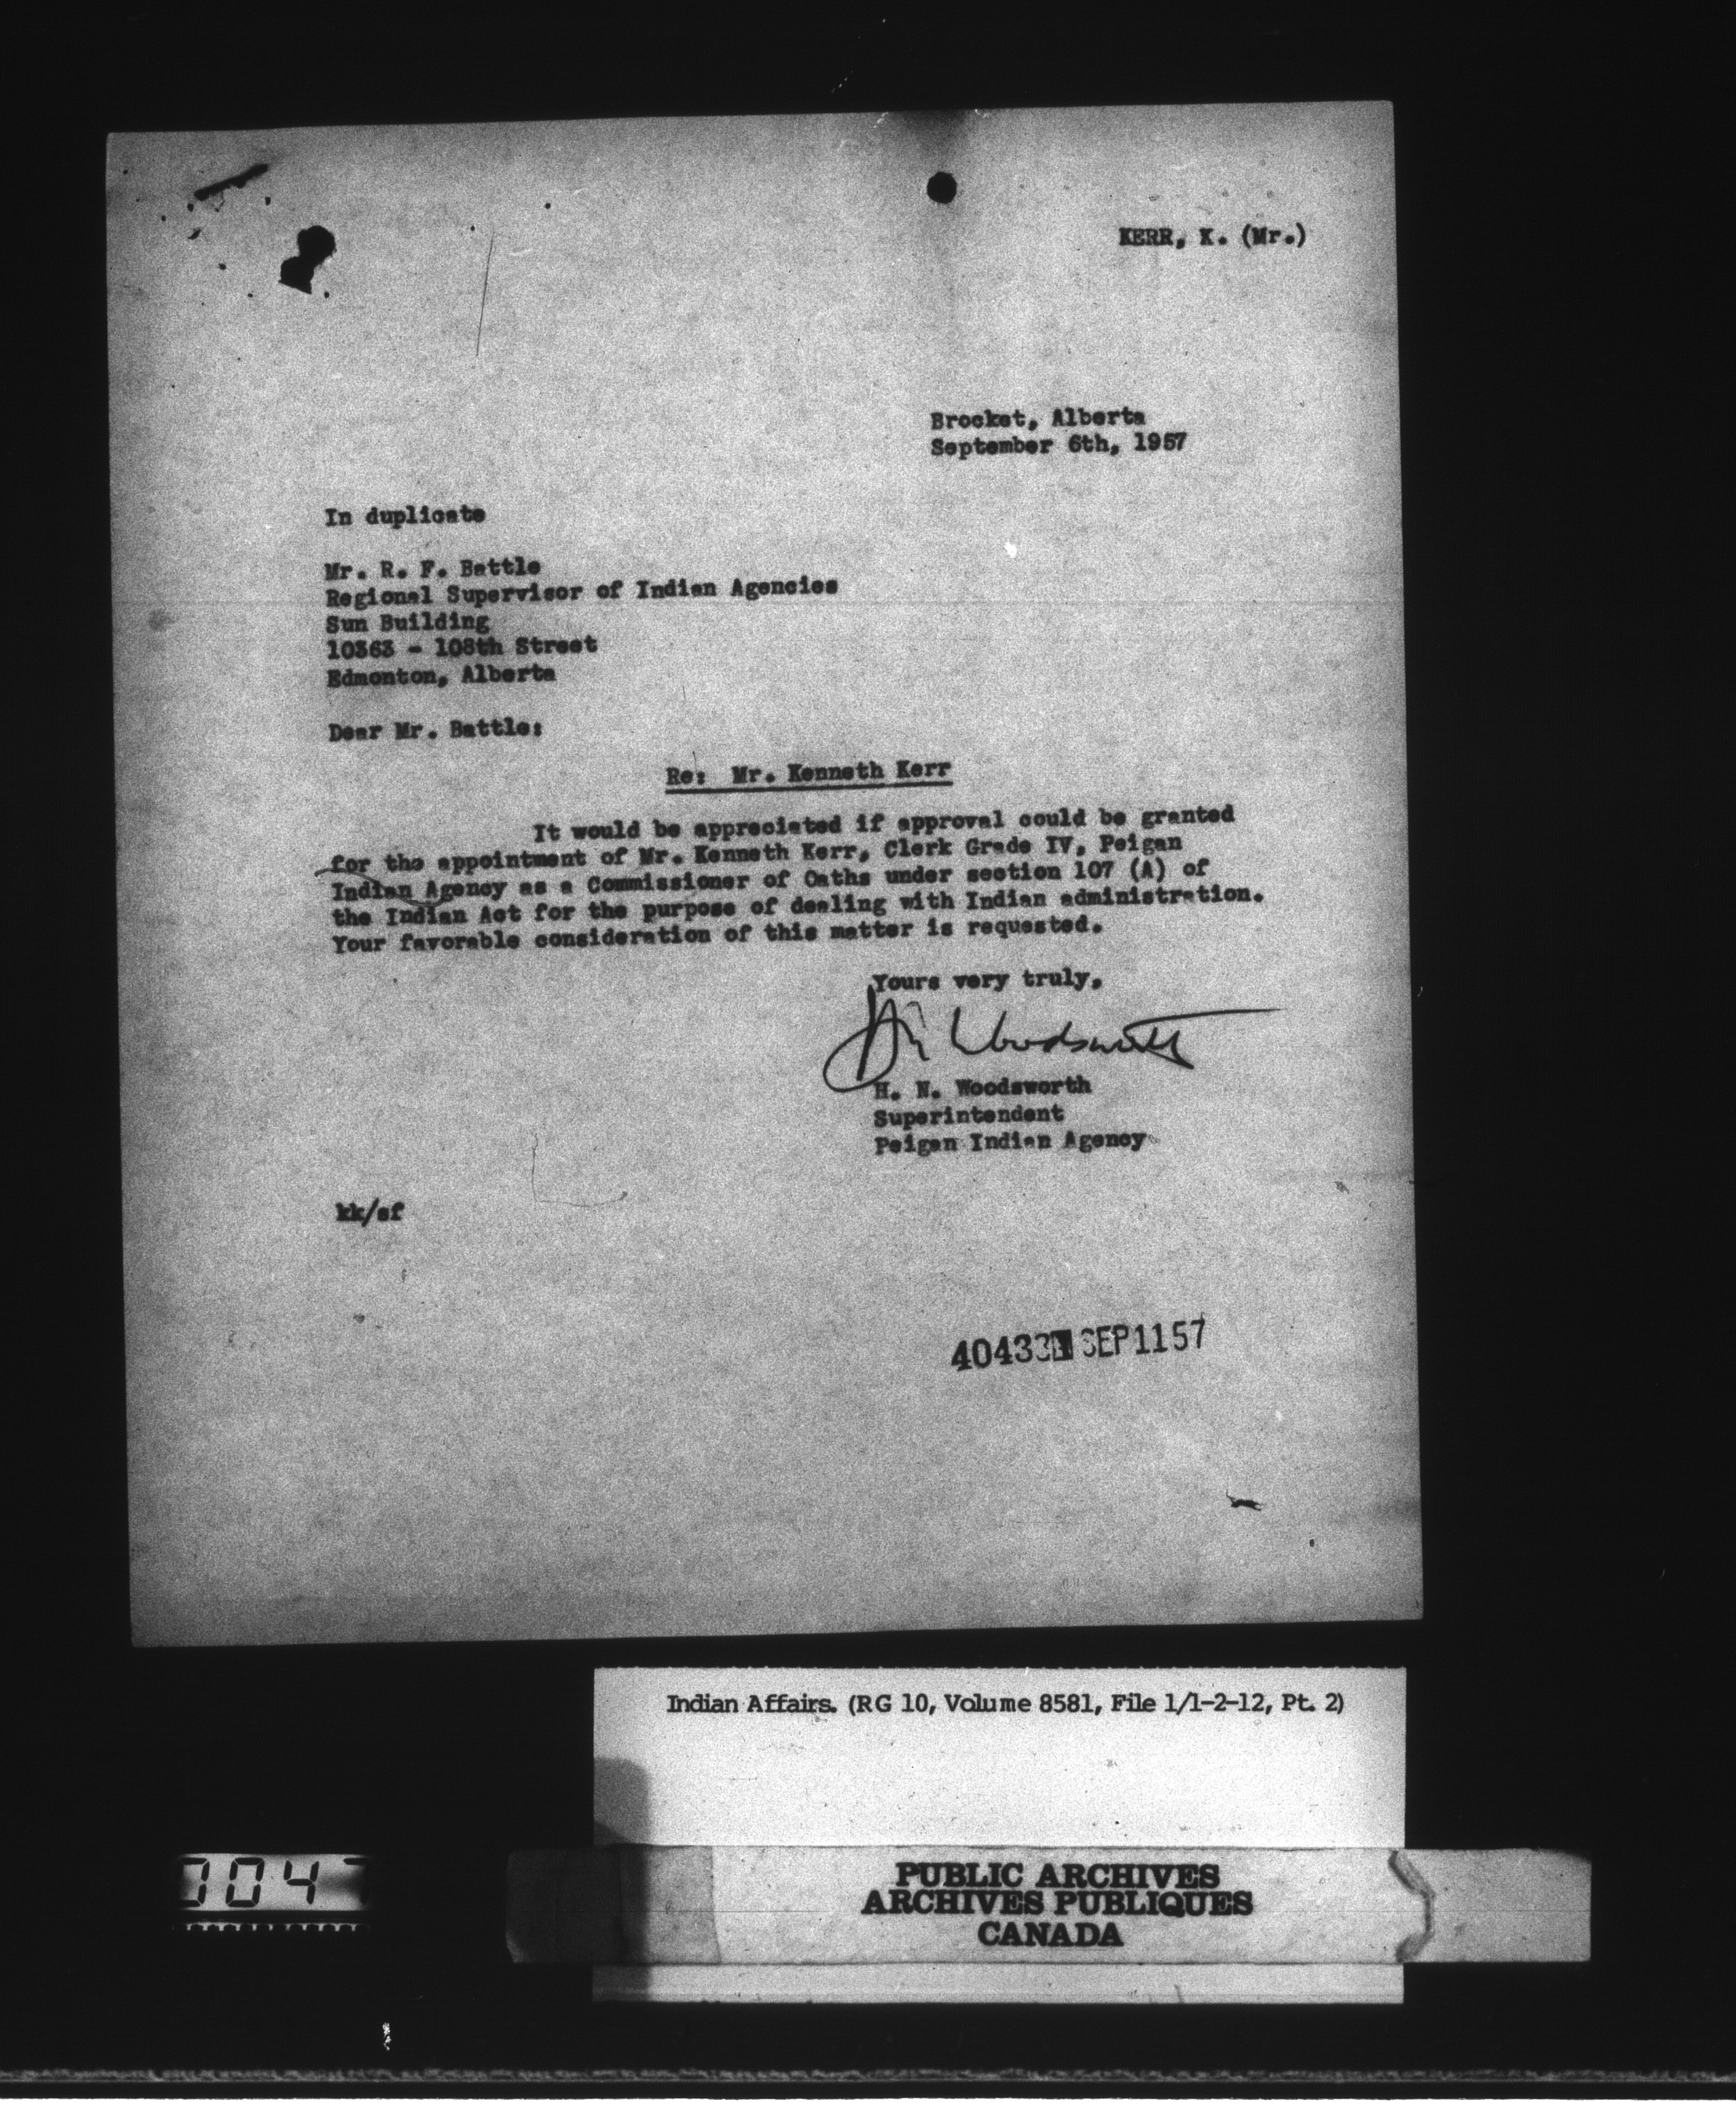 KERR, K. (Mr.)
Brocket, Alberta
September 6th, 1957
In duplicate
Mr. R. F. Battle
Regional Supervisor of Indian Agencies
Sun Building
10363 - 108th Street
Edmonton, Alberta
Dear Mr. Battle:
Re: Mr. Kenneth Kerr
It would be appreciated if approval could be granted
for the appointment of Mr. Kenneth Kerr, Clerk Grade IV, Peigan
Indian Agency as a Commissioner of Oaths under section 107 (A) of
the Indian Act for the purpose of dealing with Indian administration.
Your favorable consideration of this matter is requested.
Yours very truly,
H. N. Woodsworth
H. N. Woodsworth
Superintendent
Peigan Indian Agency
kk/sf
SEP 11 57
Indian Affairs. (RG 10, Volume 8581, File 1/1-2-12, Pt. 2)
PUBLIC ARCHIVES
ARCHIVES PUBLIQUES
CANADA